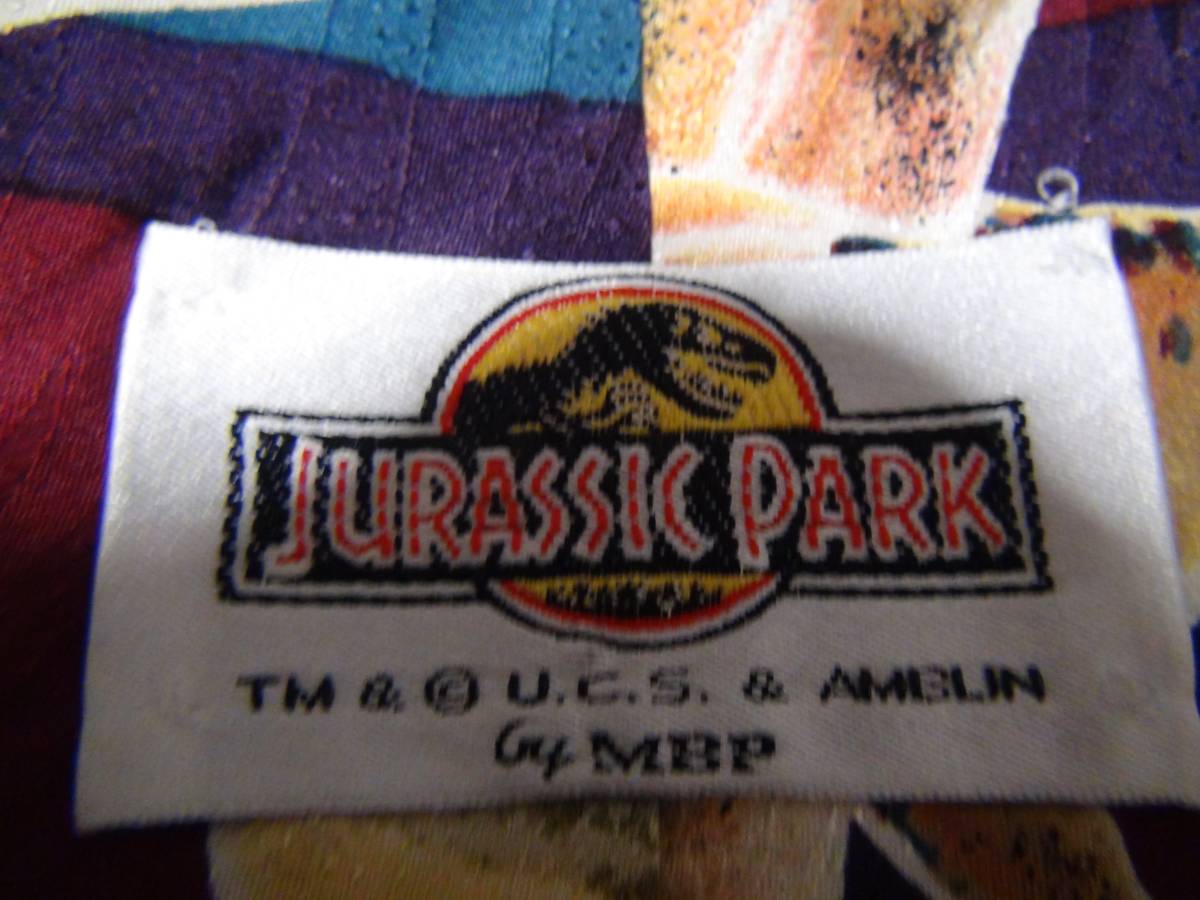 JURASSIC PARK
TM & © U.C.S. & AMBLIN
by MBP